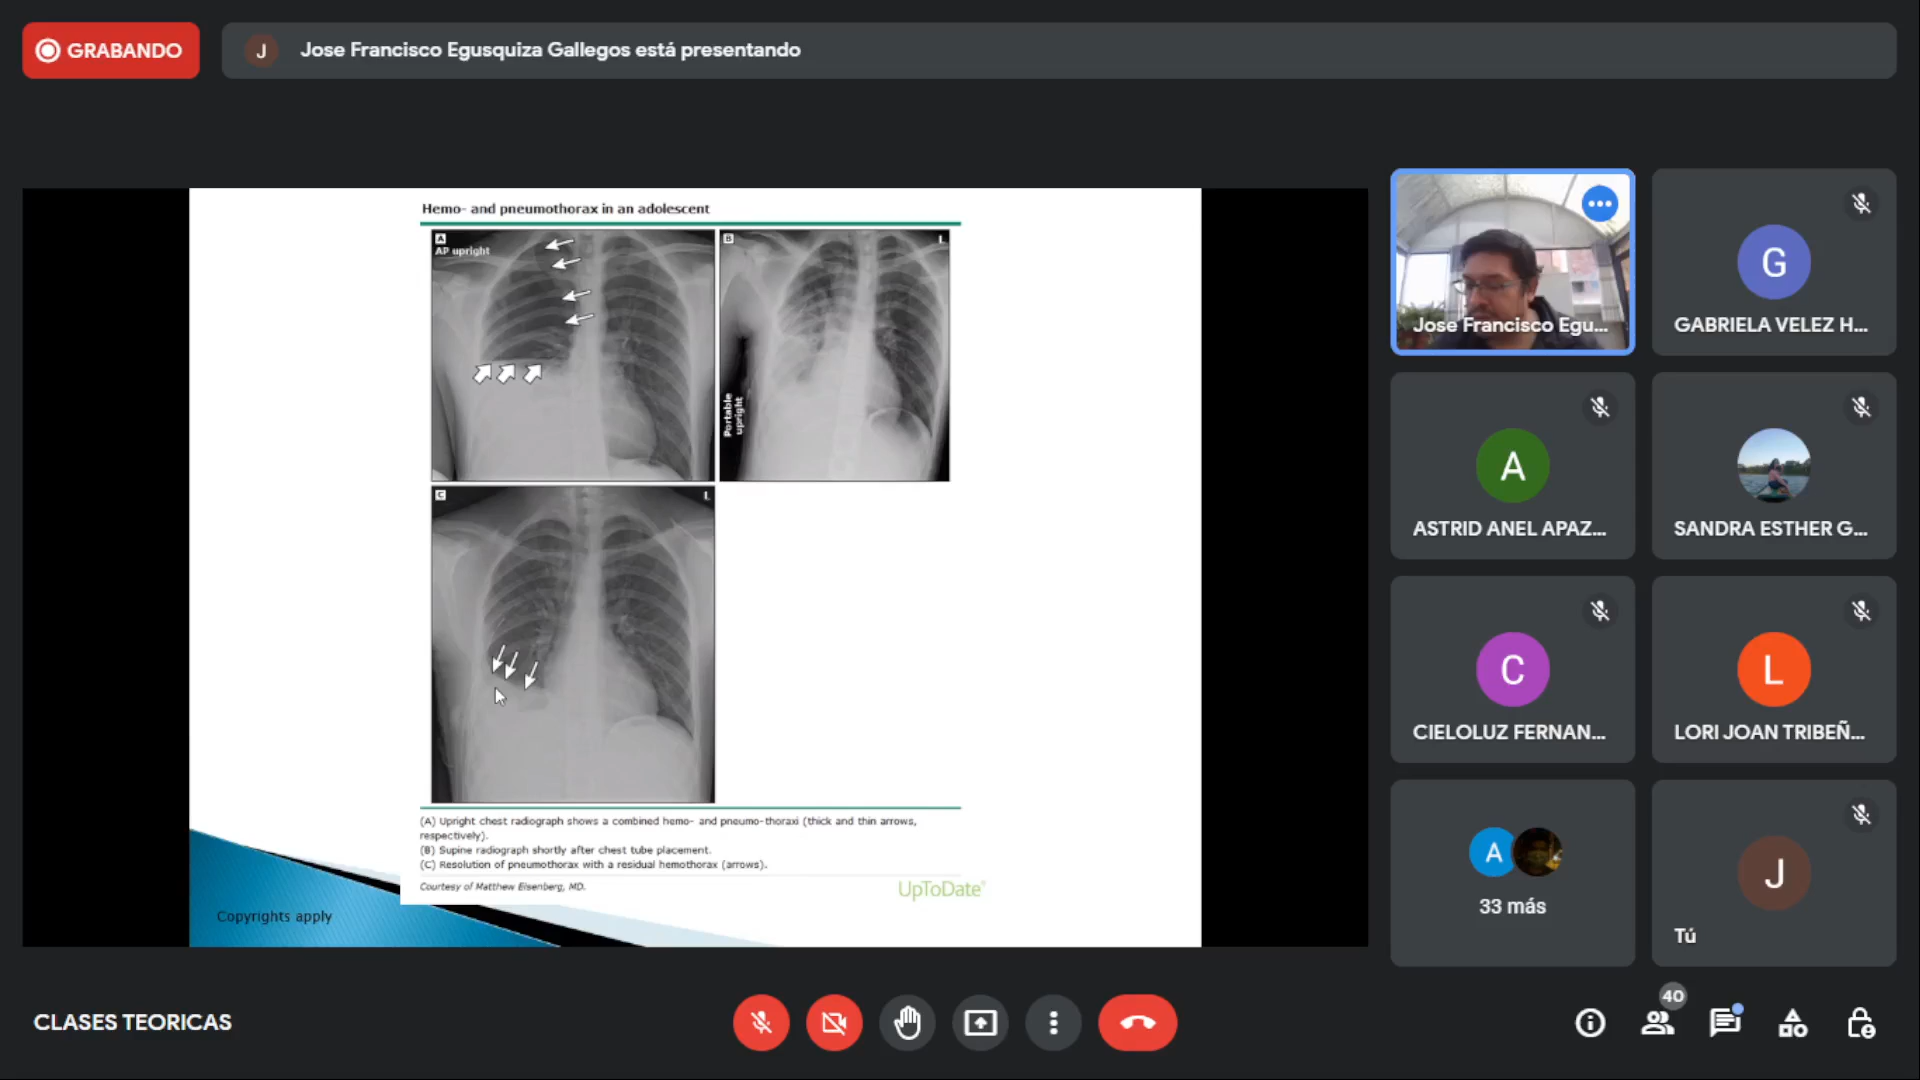 GRABANDO
J
Jose Francisco Egusquiza Gallegos está presentando
Hemo- and pneumothorax in an adolescent
A
AP upright
B
L
Portable
upright
C
L
(A) Upright chest radiograph shows a combined hemo- and pneumo-thoraxi (thick and thin arrows,
respectively).
(B) Supine radiograph shortly after chest tube placement.
(C) Resolution of pneumothorax with a residual hemothorax (arrows).
Courtesy of Matthew Eisenberg, MD.
UpToDate®
Copyrights apply
Jose Francisco Egu...
G
GABRIELA VELEZ H...
A
ASTRID ANEL APAZ...
SANDRA ESTHER G...
C
CIELOLUZ FERNAN...
L
LORI JOAN TRIBEÑ...
A
33 más
J
Tú
CLASES TEORICAS
40